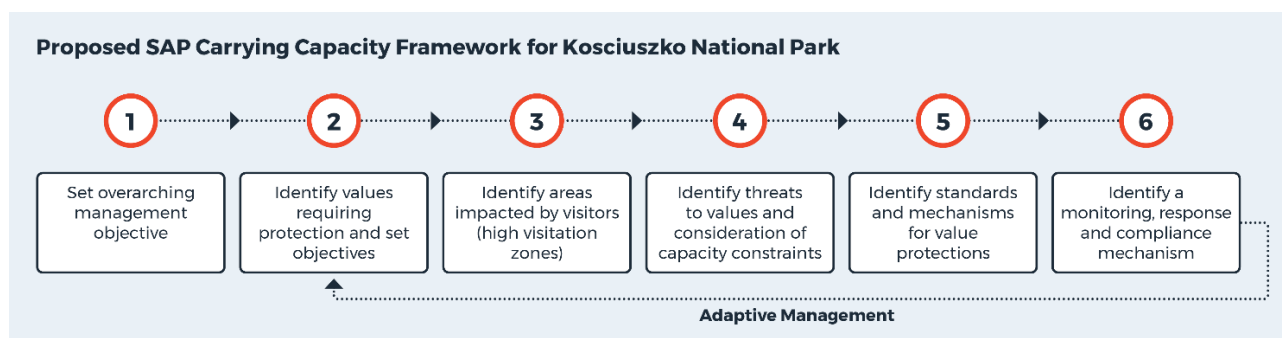 Proposed SAP Carrying Capacity Framework for Kosciuszko National Park
1
2
3
4
5
6
Set overarching
management
objective
Identify values
requiring
protection and set
objectives
Identify areas
impacted by visitors
(high visitation
zones)
Identify threats
to values and
consideration of
capacity constraints
Identify standards
and mechanisms
for value
protections
Identify a
monitoring, response
and compliance
mechanism
Adaptive Management